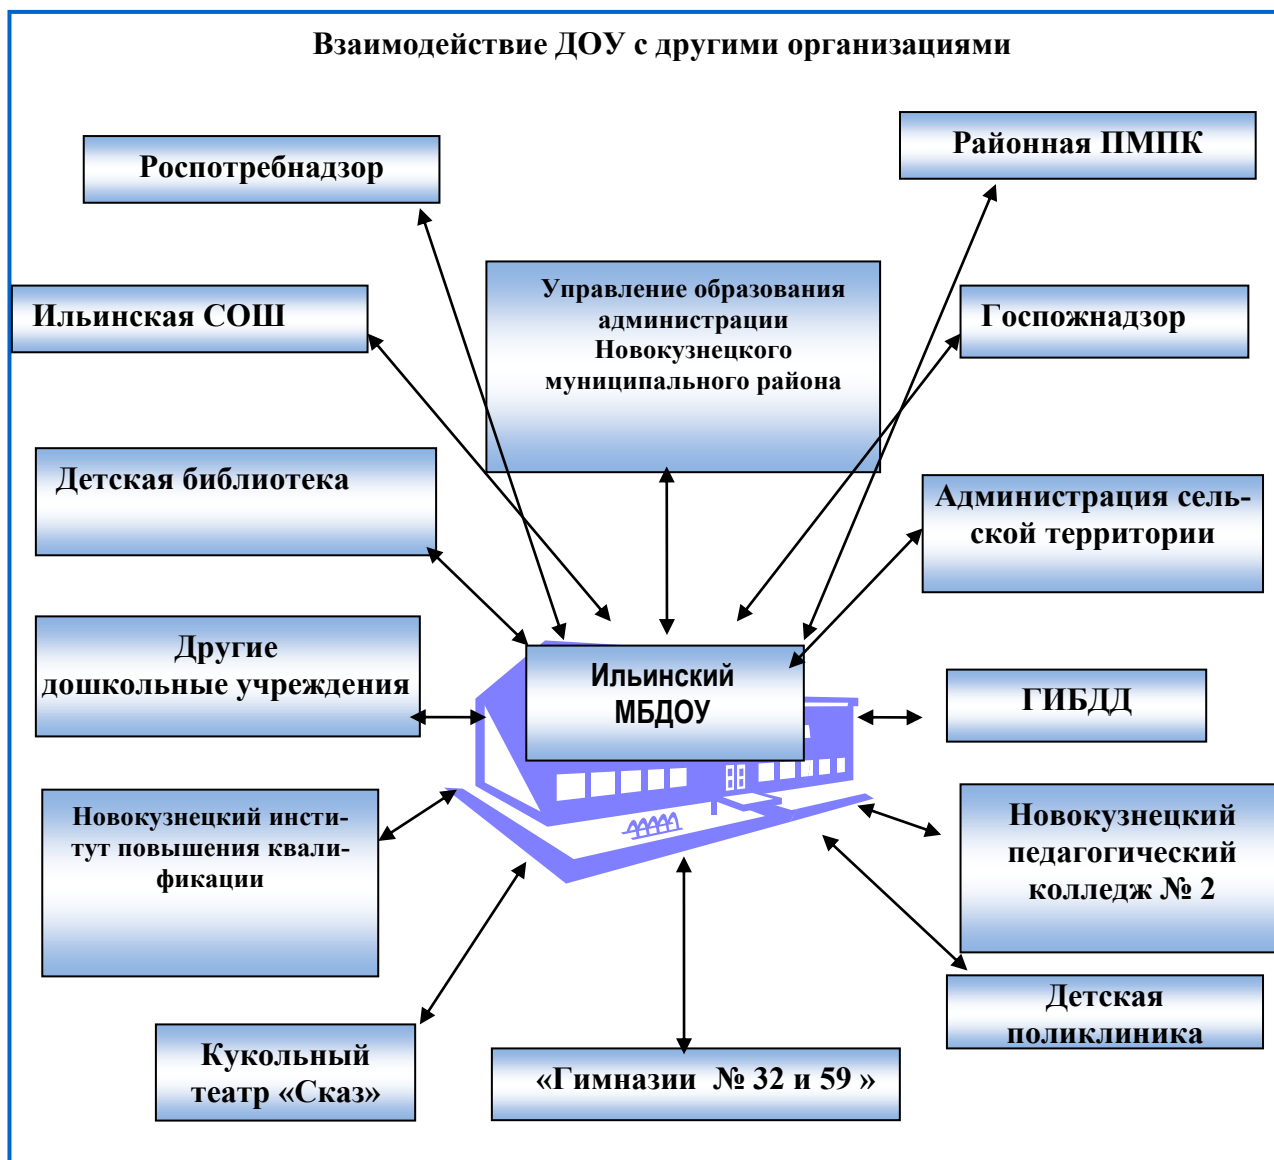 Взаимодействие ДОУ с другими организациями
Районная ПМПК
Роспотребнадзор
Управление образования
администрации
Новокузнецкого
муниципального района
Ильинская СОШ
Госпожнадзор
Детская библиотека
Администрация сель-
ской территории
Другие
дошкольные учреждения
Ильинский
МБДОУ
ГИБДД
Новокузнецкий инсти-
тут повышения квали-
фикации
Новокузнецкий
педагогический
колледж № 2
Детская
поликлиника
Кукольный
театр «Сказ»
«Гимназии № 32 и 59 »